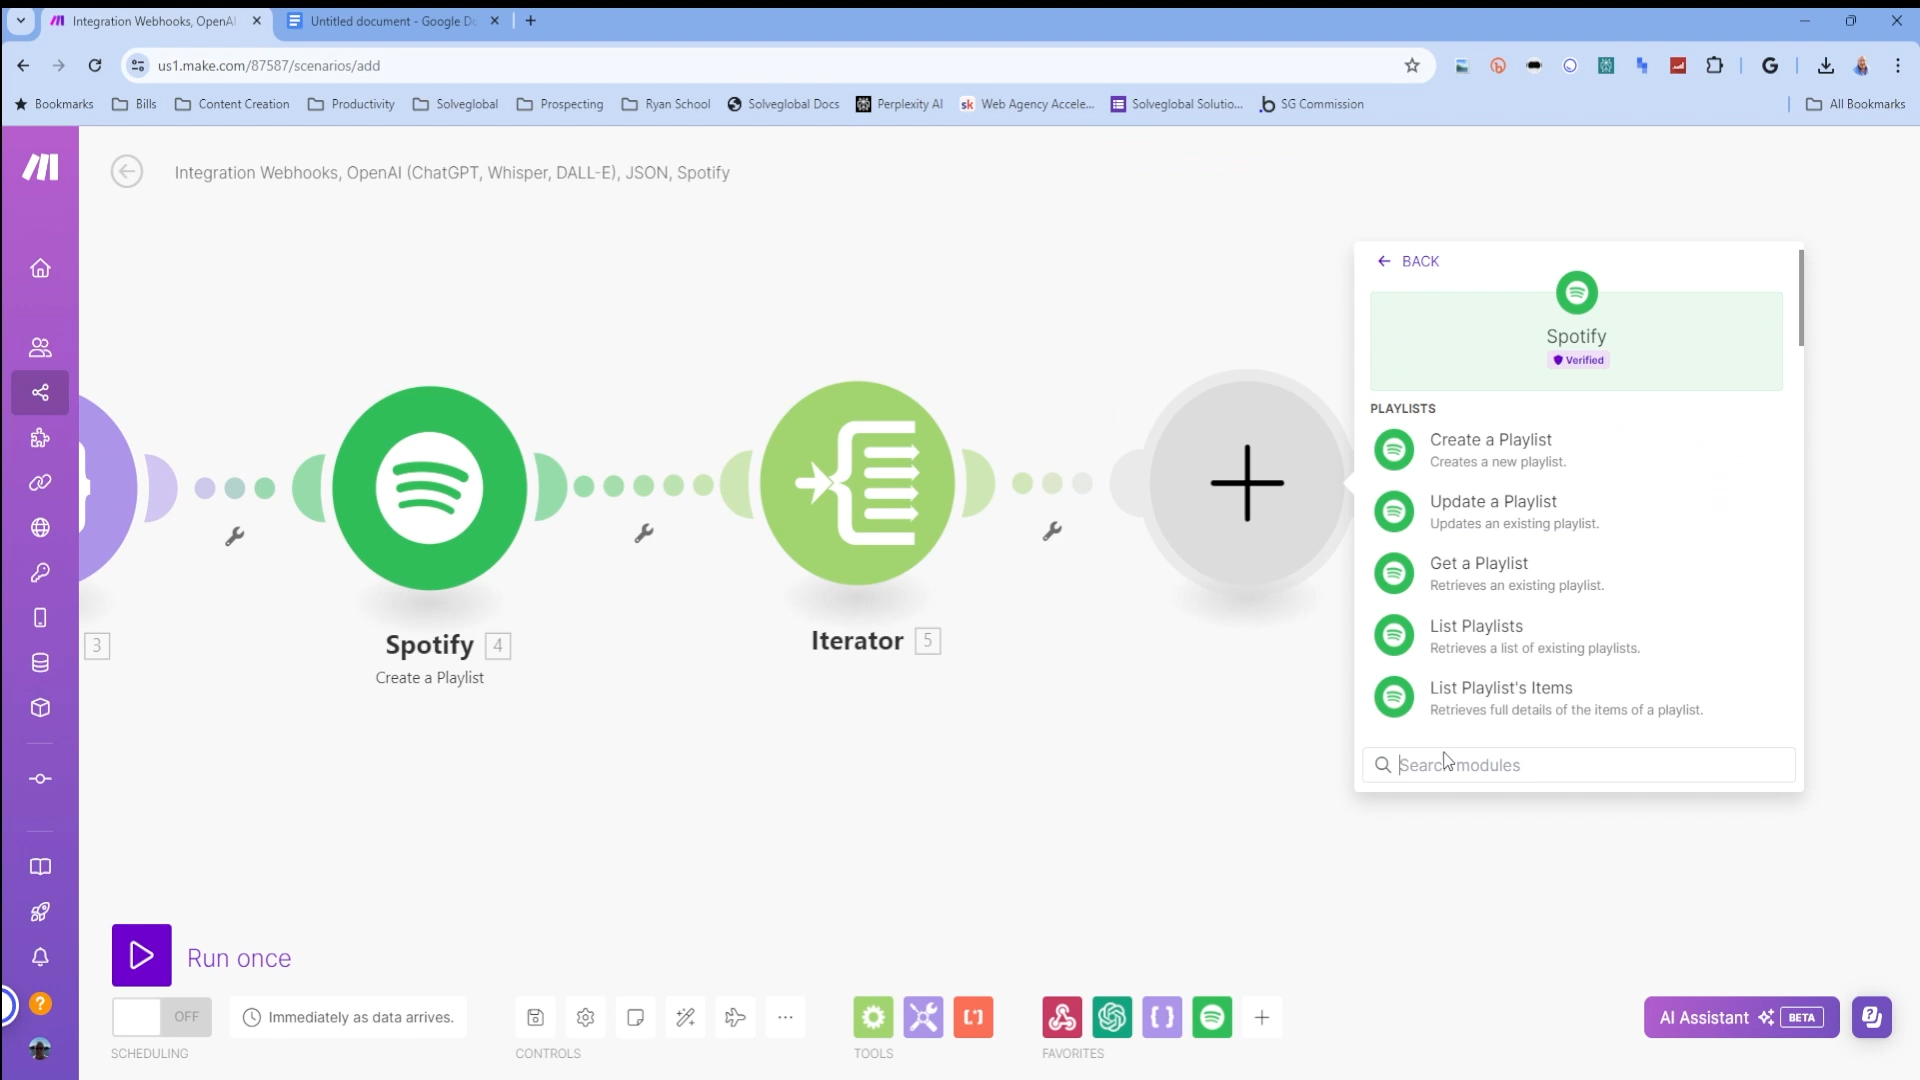 Integration Webhooks, OpenAI
Untitled document - Google Do
us1.make.com/87587/scenarios/add
Bookmarks
Bills
Content Creation
Productivity
Solveglobal
Prospecting
Ryan School
Solveglobal Docs
Perplexity AI
sk Web Agency Accele...
Solveglobal Solutio...
SG Commission
All Bookmarks
Integration Webhooks, OpenAI (ChatGPT, Whisper, DALL-E), JSON, Spotify
BACK
Spotify
Verified
PLAYLISTS
Create a Playlist
Creates a new playlist.
Update a Playlist
Updates an existing playlist.
Get a Playlist
Retrieves an existing playlist.
List Playlists
Retrieves a list of existing playlists.
List Playlist's Items
Retrieves full details of the items of a playlist.
Search modules
3
Spotify 4
Create a Playlist
Iterator 5
Run once
OFF
Immediately as data arrives.
SCHEDULING
CONTROLS
TOOLS
FAVORITES
AI Assistant BETA